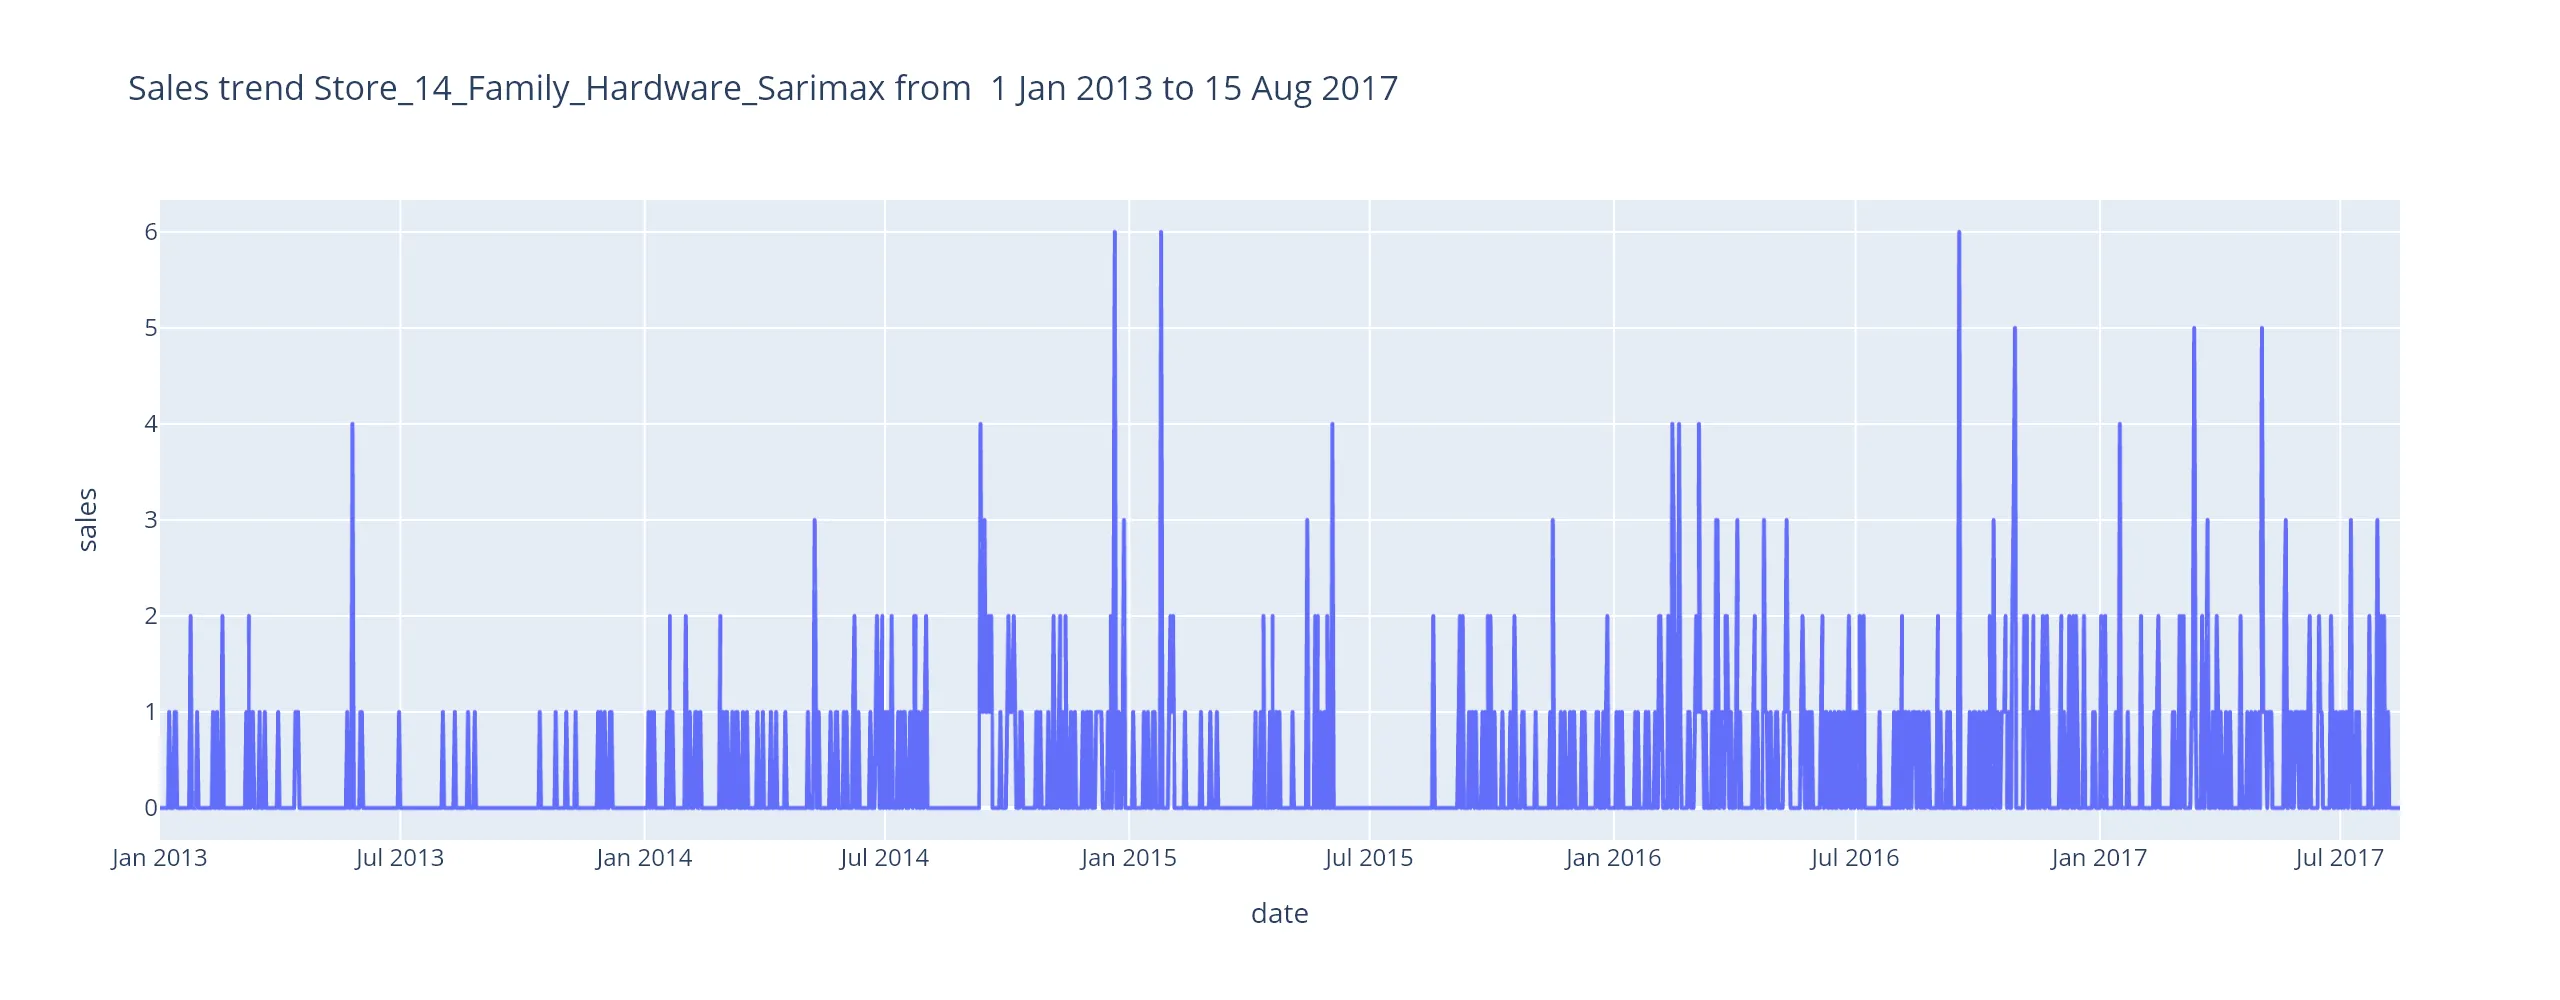 Sales trend Store_14_Family_Hardware_Sarimax from  1 Jan 2013 to 15 Aug 2017
6
5
4
3
2
1
0
sales
Jan 2013 Jul 2013 Jan 2014 Jul 2014 Jan 2015 Jul 2015 Jan 2016 Jul 2016 Jan 2017 Jul 2017
date